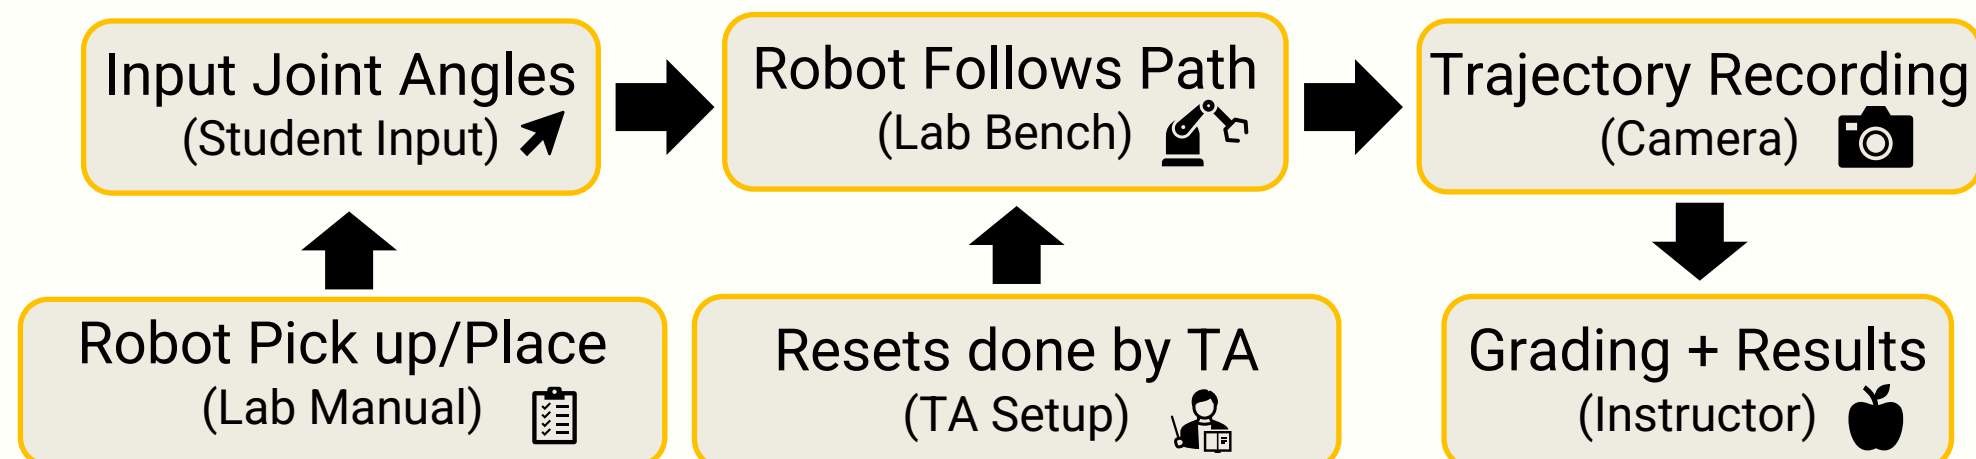 Input Joint Angles
(Student Input)
Robot Follows Path
(Lab Bench)
Trajectory Recording
(Camera)
Robot Pick up/Place
(Lab Manual)
Resets done by TA
(TA Setup)
Grading + Results
(Instructor)